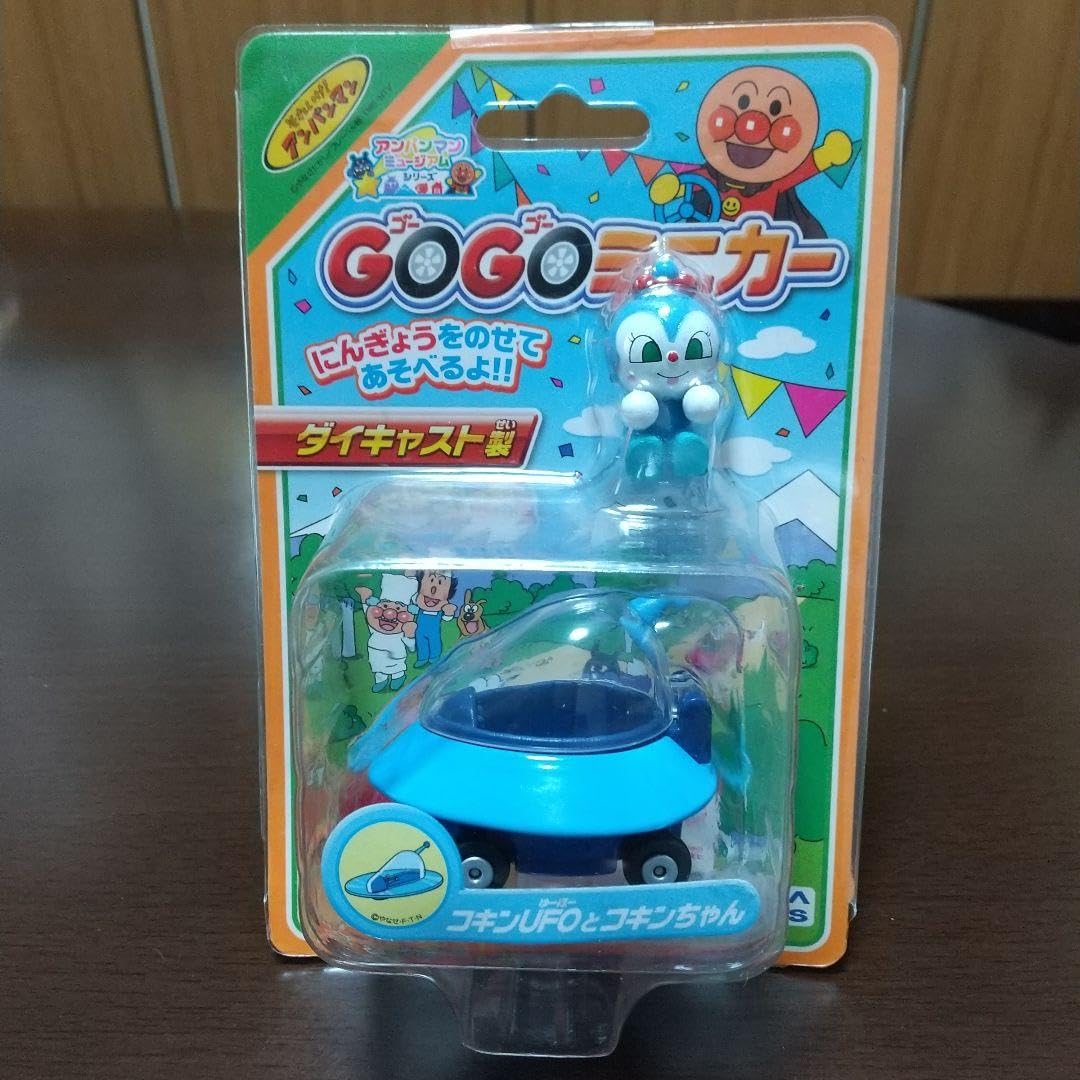 それいけ!
アンパンマン
アンパンマン
ミュージアム
シリーズ
ゴー ゴー
GOGOミニカー
にんぎょうをのせて
あそべるよ!!
せい
ダイキャスト製
©やなせ・F・T・N
ゆーほー
コキンUFOとコキンちゃん